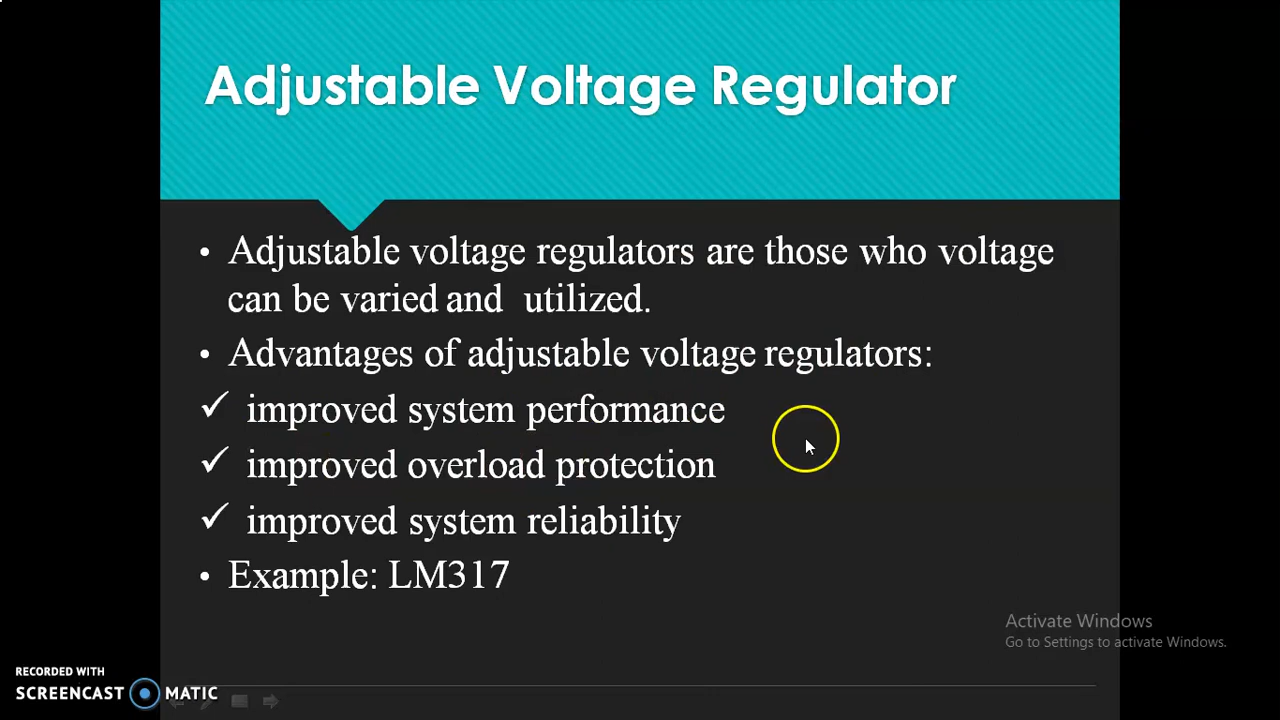 Adjustable Voltage Regulator
• Adjustable voltage regulators are those who voltage
can be varied and utilized.
• Advantages of adjustable voltage regulators:
✓ improved system performance
✓ improved overload protection
✓ improved system reliability
• Example: LM317
Activate Windows
Go to Settings to activate Windows.
RECORDED WITH
SCREENCAST MATIC